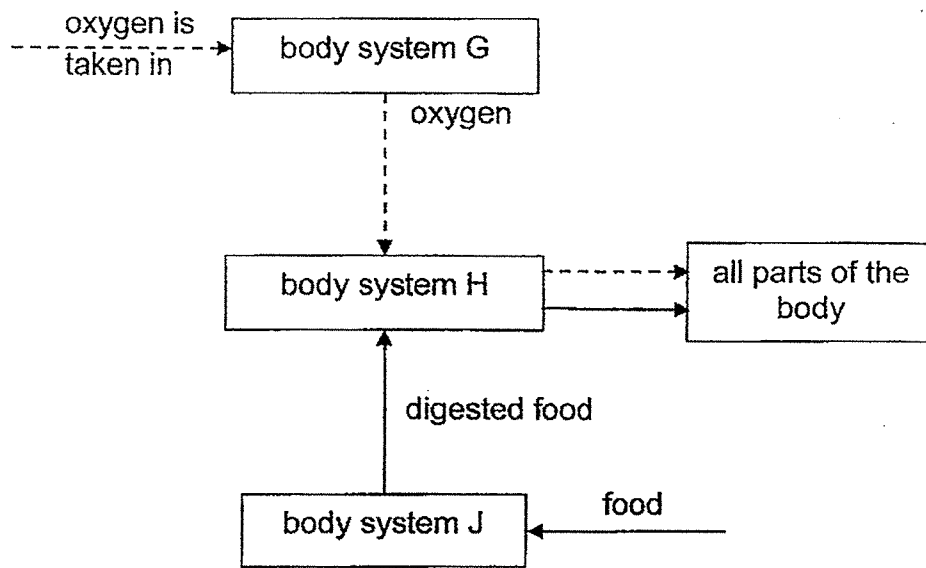 oxygen is
taken in
body system G
oxygen
body system H
all parts of the
body
digested food
body system J
food